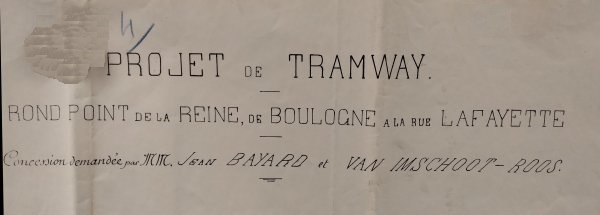 4
PROJET DE TRAMWAY.
ROND POINT DE LA REINE, DE BOULOGNE A LA RUE LAFAYETTE
Concession demandée par MM. JEAN BAYARD et VAN IMSCHOOT-ROOS.